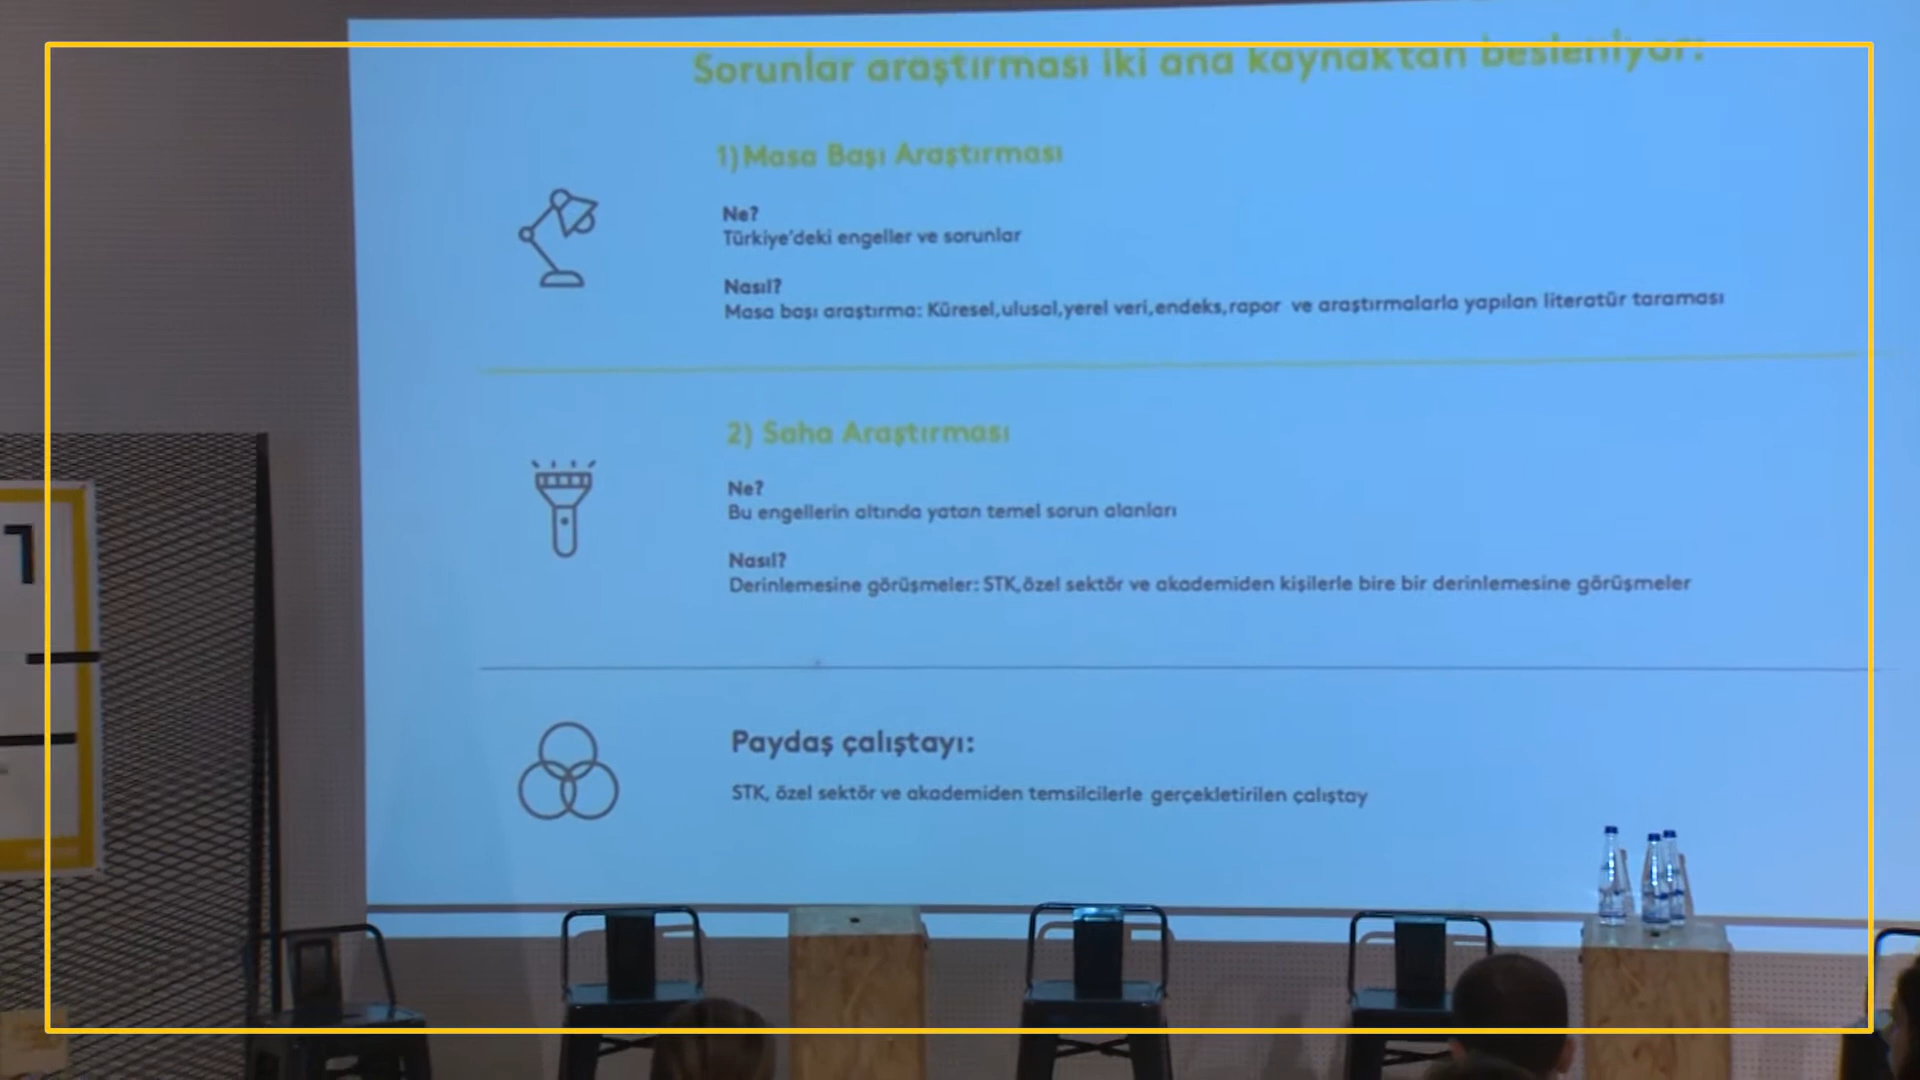 Sorunlar araştırması iki ana kaynaktan besleniyor:
1) Masa Başı Araştırması
Ne?
Türkiye'deki engeller ve sorunlar
Nasıl?
Masa başı araştırma: Küresel,ulusal,yerel veri,endeks,rapor ve araştırmalarla yapılan literatür taraması
2) Saha Araştırması
Ne?
Bu engellerin altında yatan temel sorun alanları
Nasıl?
Derinlemesine görüşmeler: STK,özel sektör ve akademiden kişilerle bire bir derinlemesine görüşmeler
Paydaş çalıştayı:
STK, özel sektör ve akademiden temsilcilerle gerçekletirilen çalıştay